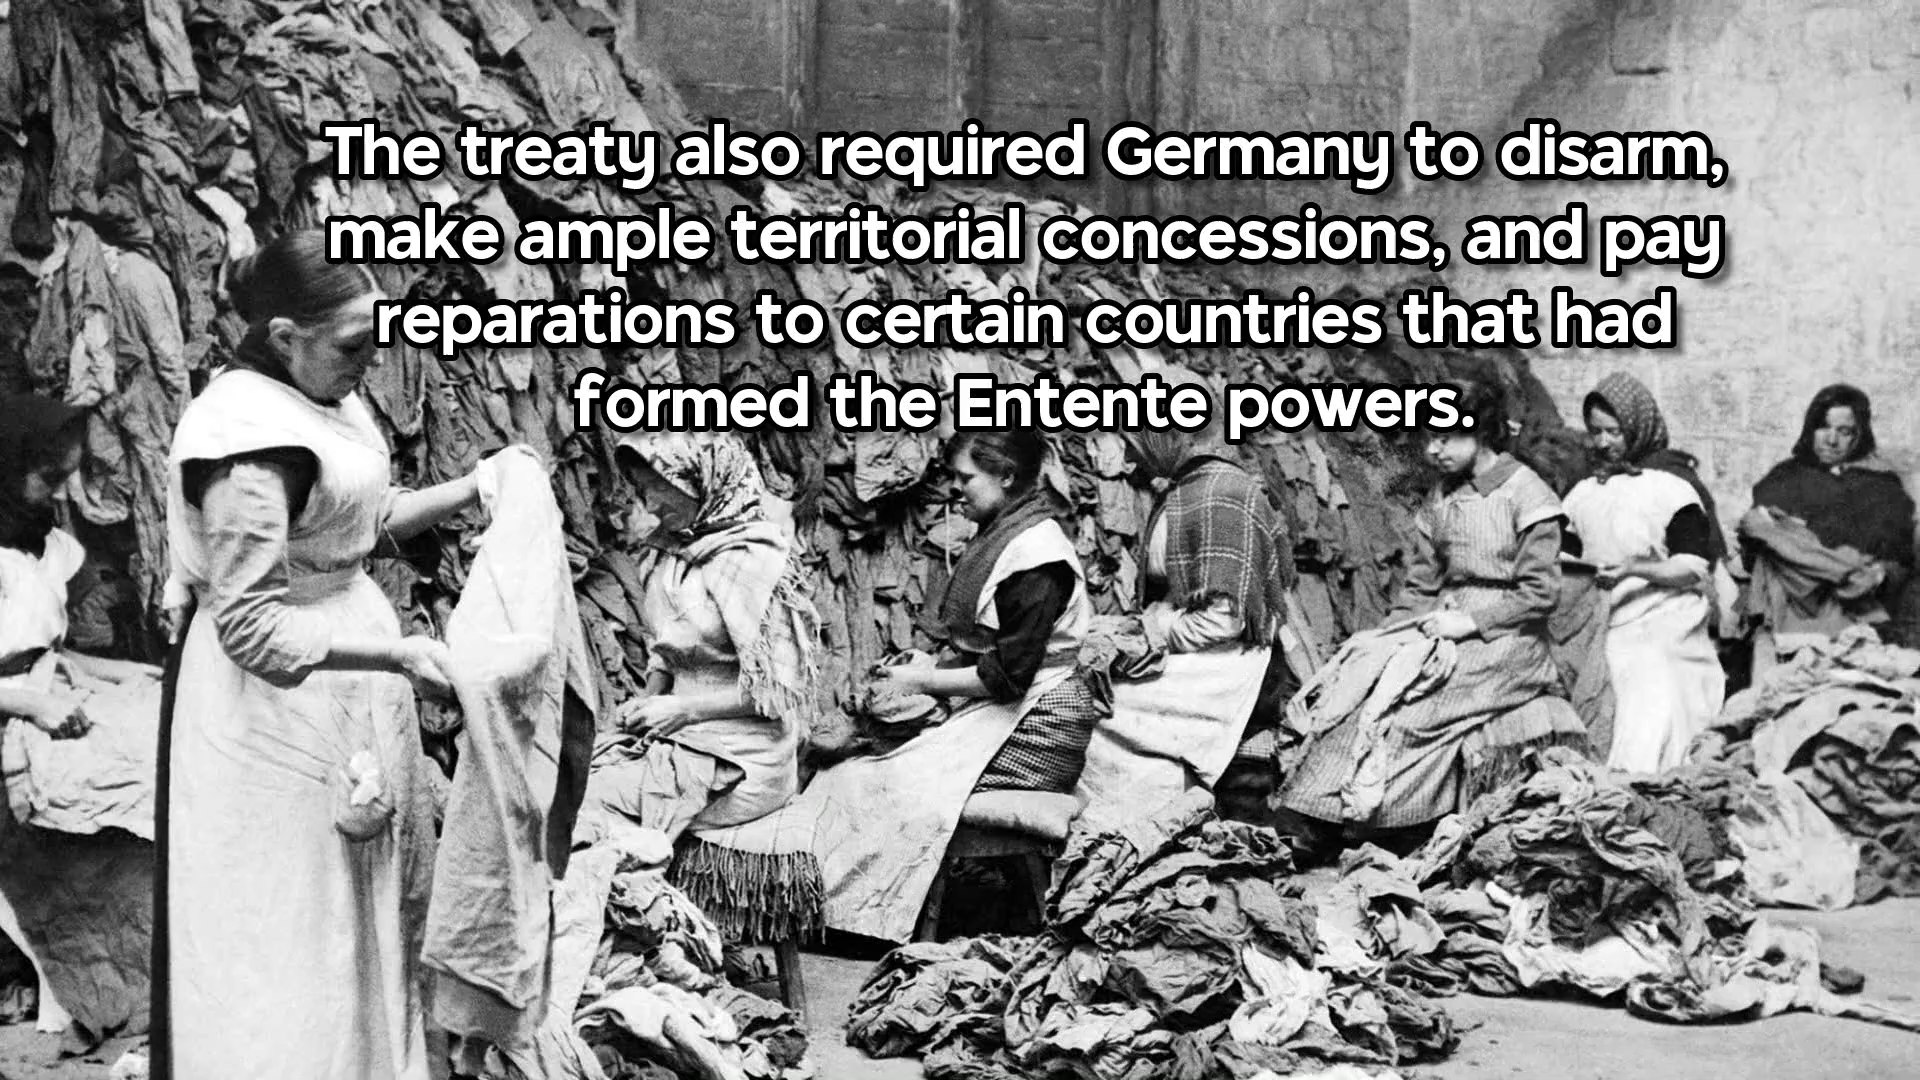 The treaty also required Germany to disarm,
make ample territorial concessions, and pay
reparations to certain countries that had
formed the Entente powers.